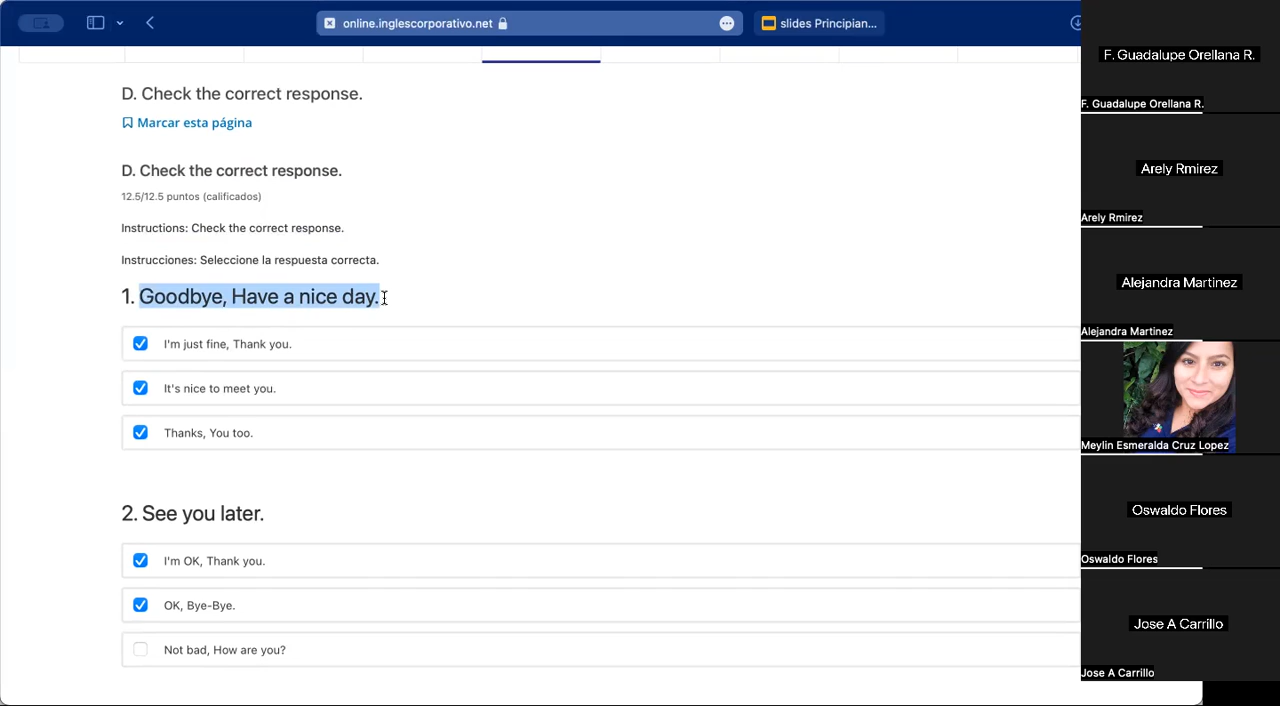 online.inglescorporativo.net
slides Principian...
D. Check the correct response.
Marcar esta página
D. Check the correct response.
12.5/12.5 puntos (calificados)
Instructions: Check the correct response.
Instrucciones: Seleccione la respuesta correcta.
1. Goodbye, Have a nice day.
I'm just fine, Thank you.
It's nice to meet you.
Thanks, You too.
2. See you later.
I'm OK, Thank you.
OK, Bye-Bye.
Not bad, How are you?
F. Guadalupe Orellana R.
F. Guadalupe Orellana R.
Arely Rmirez
Arely Rmirez
Alejandra Martinez
Alejandra Martinez
Meylin Esmeralda Cruz Lopez
Oswaldo Flores
Oswaldo Flores
Jose A Carrillo
Jose A Carrillo